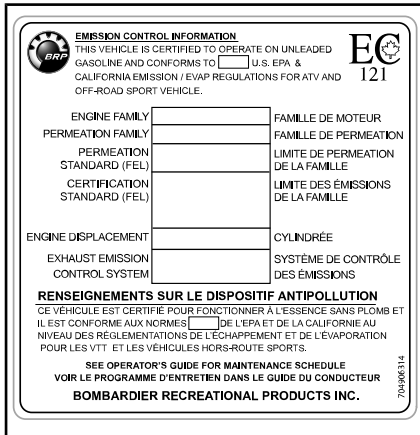 BRP
EMISSION CONTROL INFORMATION
THIS VEHICLE IS CERTIFIED TO OPERATE ON UNLEADED
GASOLINE AND CONFORMS TO U.S. EPA &
CALIFORNIA EMISSION / EVAP REGULATIONS FOR ATV AND
OFF-ROAD SPORT VEHICLE.
EC
121
ENGINE FAMILY FAMILLE DE MOTEUR
PERMEATION FAMILY FAMILLE DE PERMEATION
PERMEATION LIMITE DE PERMEATION
STANDARD (FEL) DE LA FAMILLE
CERTIFICATION LIMITE DES ÉMISSIONS
STANDARD (FEL) DE LA FAMILLE
ENGINE DISPLACEMENT CYLINDRÉE
EXHAUST EMISSION SYSTÈME DE CONTRÔLE
CONTROL SYSTEM DES ÉMISSIONS
RENSEIGNEMENTS SUR LE DISPOSITIF ANTIPOLLUTION
CE VÉHICULE EST CERTIFIÉ POUR FONCTIONNER À L'ESSENCE SANS PLOMB ET
IL EST CONFORME AUX NORMES DE L'EPA ET DE LA CALIFORNIE AU
NIVEAU DES RÉGLEMENTATIONS DE L'ÉCHAPPEMENT ET DE L'ÉVAPORATION
POUR LES VTT ET LES VÉHICULES HORS-ROUTE SPORTS.
SEE OPERATOR'S GUIDE FOR MAINTENANCE SCHEDULE
VOIR LE PROGRAMME D'ENTRETIEN DANS LE GUIDE DU CONDUCTEUR
BOMBARDIER RECREATIONAL PRODUCTS INC.
704906314